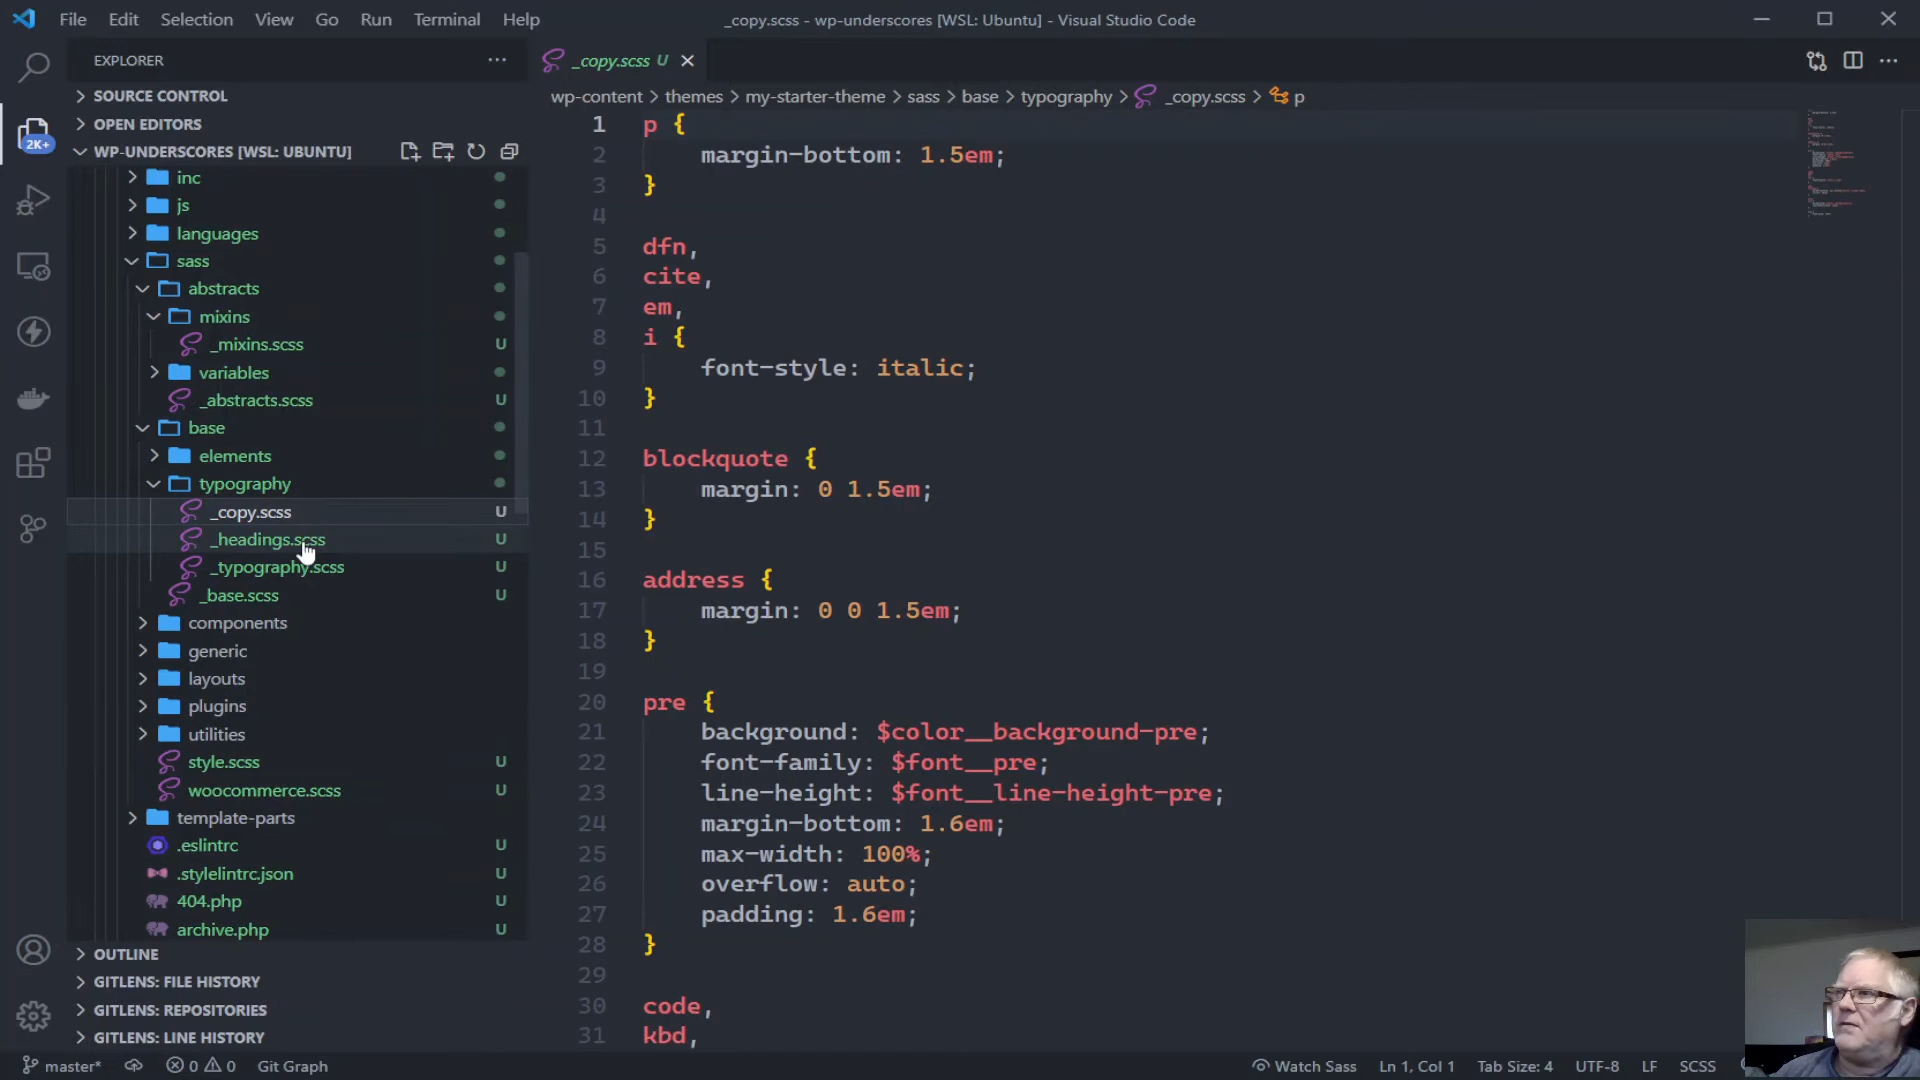 File Edit Selection View Go Run Terminal Help
_copy.scss - wp-underscores [WSL: Ubuntu] - Visual Studio Code
EXPLORER
SOURCE CONTROL
OPEN EDITORS
WP-UNDERSCORES [WSL: UBUNTU]
2K+
inc
js
languages
sass
abstracts
mixins
_mixins.scss U
variables
_abstracts.scss U
base
elements
typography
_copy.scss U
_headings.scss U
_typography.scss U
_base.scss U
components
generic
layouts
plugins
utilities
style.scss U
woocommerce.scss U
template-parts
.eslintrc U
.stylelintrc.json U
404.php U
archive.php U
OUTLINE
GITLENS: FILE HISTORY
GITLENS: REPOSITORIES
GITLENS: LINE HISTORY
_copy.scss U
wp-content > themes > my-starter-theme > sass > base > typography > _copy.scss > p
1 p {
2 margin-bottom: 1.5em;
3 }
4
5 dfn,
6 cite,
7 em,
8 i {
9 font-style: italic;
10 }
11
12 blockquote {
13 margin: 0 1.5em;
14 }
15
16 address {
17 margin: 0 0 1.5em;
18 }
19
20 pre {
21 background: $color__background-pre;
22 font-family: $font__pre;
23 line-height: $font__line-height-pre;
24 margin-bottom: 1.6em;
25 max-width: 100%;
26 overflow: auto;
27 padding: 1.6em;
28 }
29
30 code,
31 kbd,
master* 0 0 Git Graph
Watch Sass Ln 1, Col 1 Tab Size: 4 UTF-8 LF SCSS